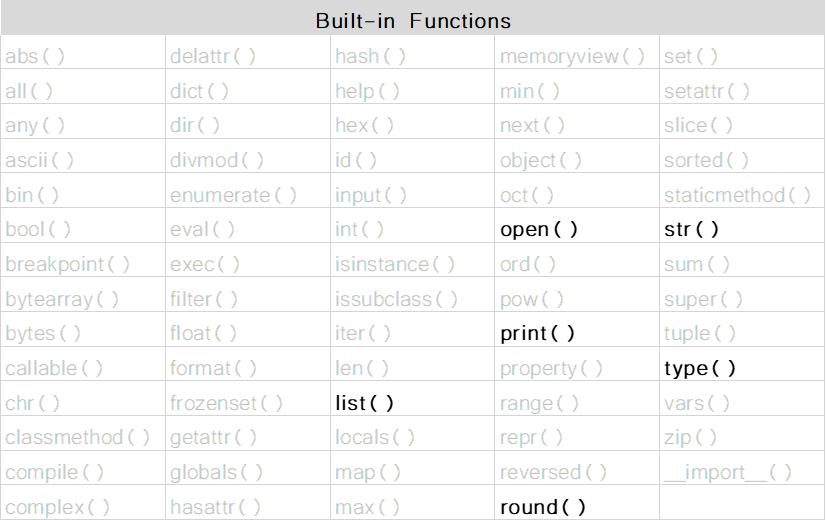 Built-in Functions
abs() delattr() hash() memoryview() set()
all() dict() help() min() setattr()
any() dir() hex() next() slice()
ascii() divmod() id() object() sorted()
bin() enumerate() input() oct() staticmethod()
bool() eval() int() open() str()
breakpoint() exec() isinstance() ord() sum()
bytearray() filter() issubclass() pow() super()
bytes() float() iter() print() tuple()
callable() format() len() property() type()
chr() frozenset() list() range() vars()
classmethod() getattr() locals() repr() zip()
compile() globals() map() reversed() __import__()
complex() hasattr() max() round()